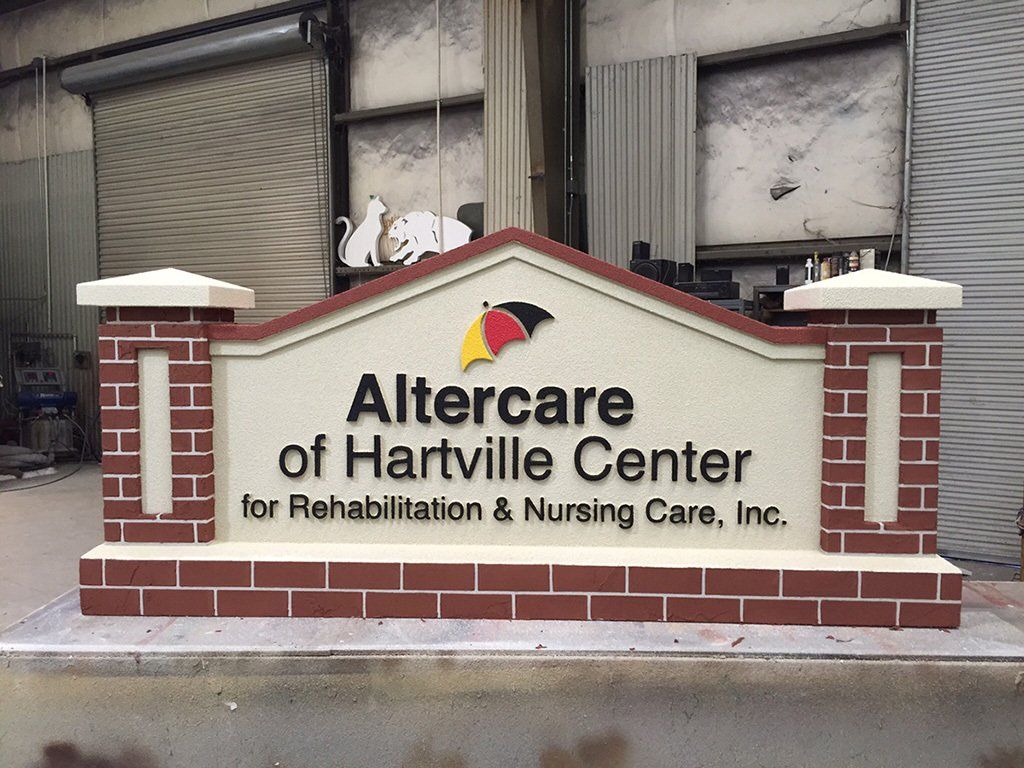 Altercare
of Hartville Center
for Rehabilitation & Nursing Care, Inc.